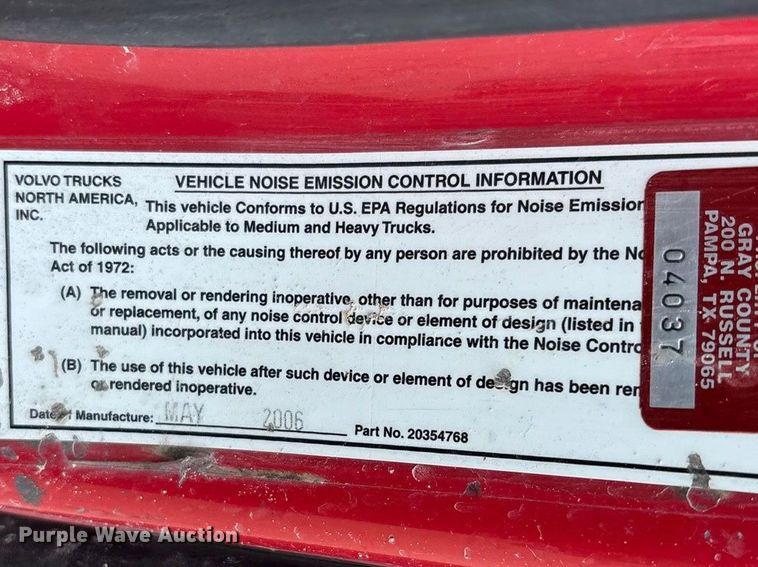 VOLVO TRUCKS
NORTH AMERICA,
INC.
VEHICLE NOISE EMISSION CONTROL INFORMATION
This vehicle Conforms to U.S. EPA Regulations for Noise Emission
Applicable to Medium and Heavy Trucks.
The following acts or the causing thereof by any person are prohibited by the No
Act of 1972:
(A) The removal or rendering inoperative, other than for purposes of maintena
or replacement, of any noise control device or element of design (listed in
manual) incorporated into this vehicle in compliance with the Noise Contro
(B) The use of this vehicle after such device or element of design has been rem
or rendered inoperative.
Date of Manufacture: MAY 2006
Part No. 20354768
GRAY COUNTY
200 N. RUSSELL
PAMPA, TX 79065
04037
Purple Wave Auction